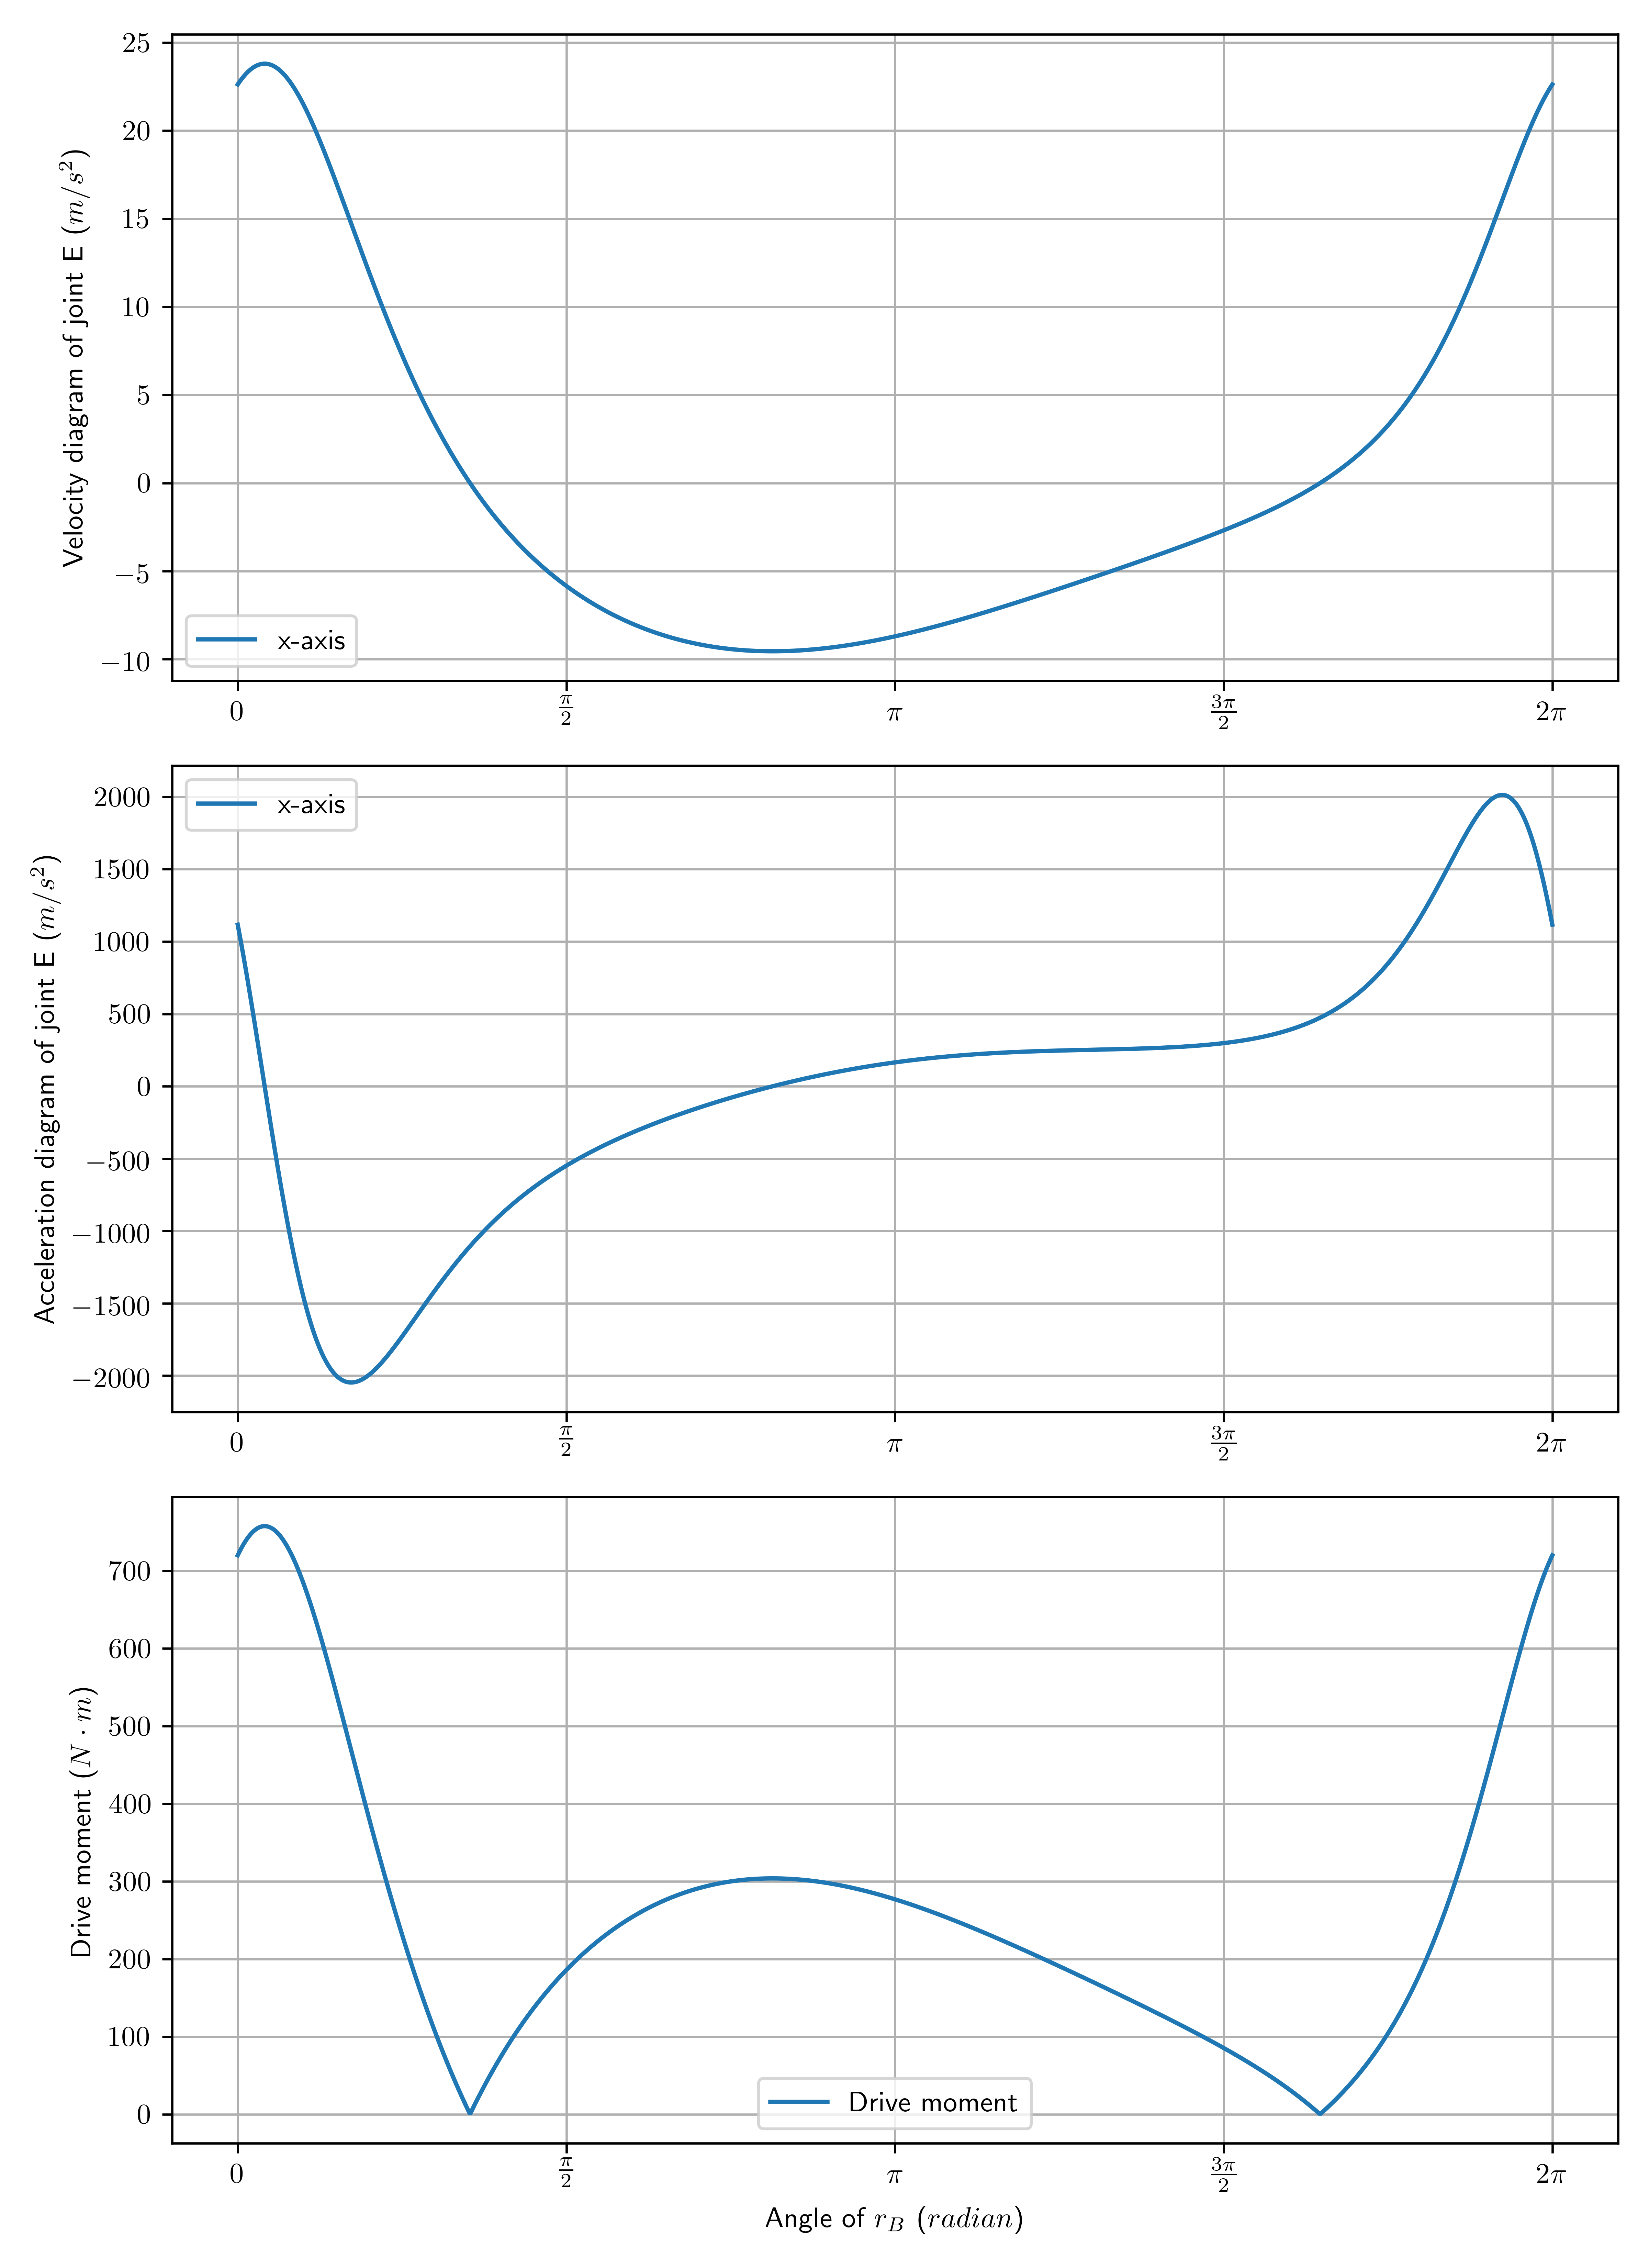 Velocity diagram of joint E (m/s²)
25
20
15
10
5
0
−5
−10
x-axis
0
π/2
π
3π/2
2π
Acceleration diagram of joint E (m/s²)
2000
1500
1000
500
0
−500
−1000
−1500
−2000
x-axis
0
π/2
π
3π/2
2π
Drive moment (N · m)
700
600
500
400
300
200
100
0
Drive moment
0
π/2
π
3π/2
2π
Angle of r_B (radian)